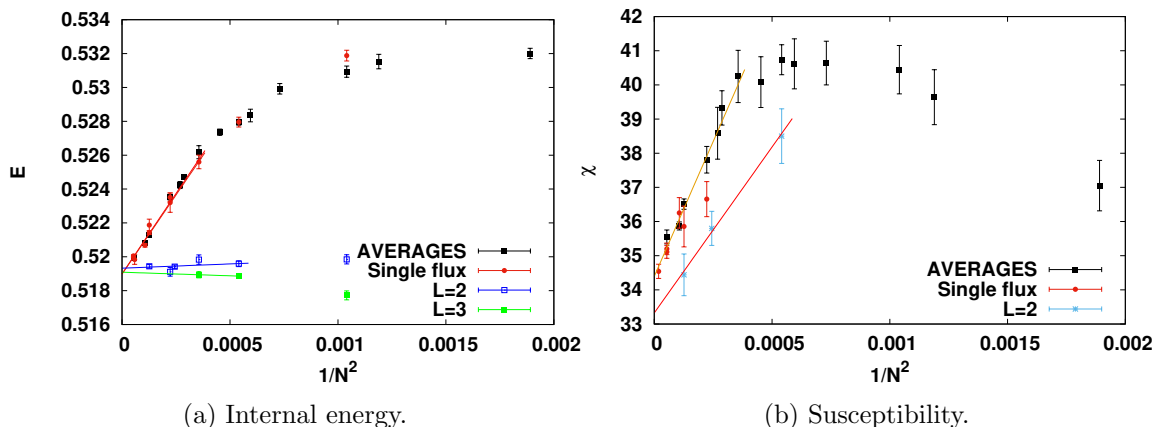 0.534
0.532
0.53
0.528
0.526
0.524
0.522
0.52
0.518
0.516
E
AVERAGES
Single flux
L=2
L=3
0 0.0005 0.001 0.0015 0.002
1/N²
(a) Internal energy.
42
41
40
39
38
37
36
35
34
33
χ
AVERAGES
Single flux
L=2
0 0.0005 0.001 0.0015 0.002
1/N²
(b) Susceptibility.